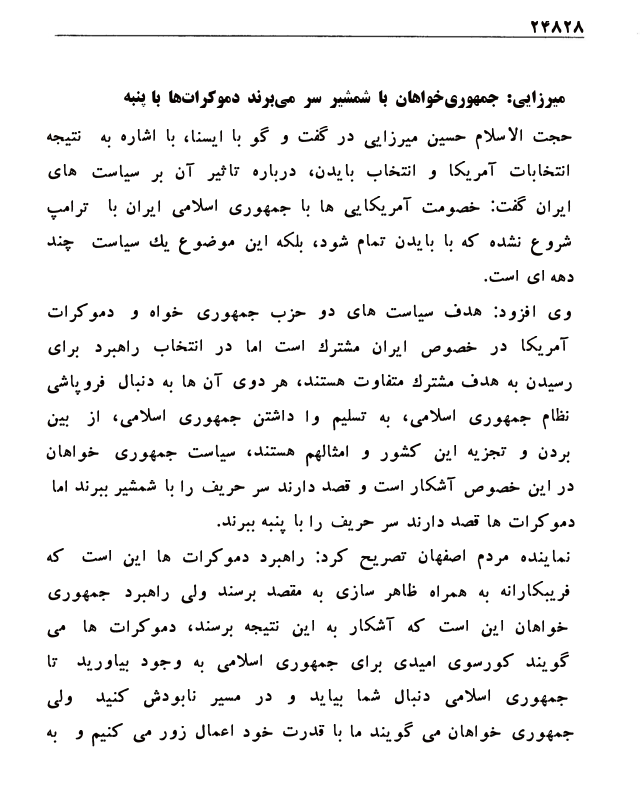 ۲۴۸۲۸
میرزایی: جمهوری‌خواهان با شمشیر سر می‌برند دموکرات‌ها با پنبه
حجت الاسلام حسین میرزایی در گفت و گو با ایسنا، با اشاره به نتیجه
انتخابات آمریکا و انتخاب بایدن، درباره تاثیر آن بر سیاست های
ایران گفت: خصومت آمریکایی ها با جمهوری اسلامی ایران با ترامپ
شروع نشده که با بایدن تمام شود، بلکه این موضوع یك سیاست چند
دهه ای است.
وی افزود: هدف سیاست های دو حزب جمهوری خواه و دموکرات
آمریکا در خصوص ایران مشترك است اما در انتخاب راهبرد برای
رسیدن به هدف مشترك متفاوت هستند، هر دوی آن ها به دنبال فروپاشی
نظام جمهوری اسلامی، به تسلیم وا داشتن جمهوری اسلامی، از بین
بردن و تجزیه این کشور و امثالهم هستند، سیاست جمهوری خواهان
در این خصوص آشکار است و قصد دارند سر حریف را با شمشیر ببرند اما
دموکرات ها قصد دارند سر حریف را با پنبه ببرند.
نماینده مردم اصفهان تصریح کرد: راهبرد دموکرات ها این است که
فریبکارانه به همراه ظاهر سازی به مقصد برسند ولی راهبرد جمهوری
خواهان این است که آشکار به این نتیجه برسند، دموکرات ها می
گویند کورسوی امیدی برای جمهوری اسلامی به وجود بیاورید تا
جمهوری اسلامی دنبال شما بیاید و در مسیر نابودش کنید ولی
جمهوری خواهان می گویند ما با قدرت خود اعمال زور می کنیم و به